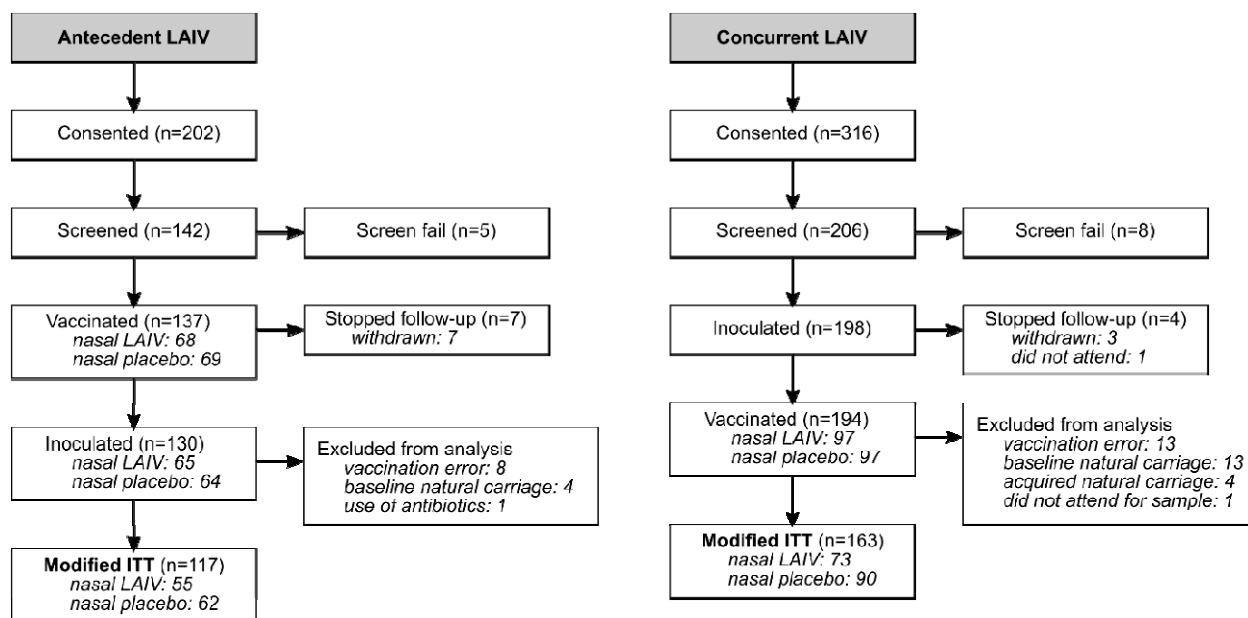 Antecedent LAIV
Consented (n=202)
Screened (n=142)
Screen fail (n=5)
Vaccinated (n=137)
nasal LAIV: 68
nasal placebo: 69
Stopped follow-up (n=7)
withdrawn: 7
Inoculated (n=130)
nasal LAIV: 65
nasal placebo: 64
Excluded from analysis
vaccination error: 8
baseline natural carriage: 4
use of antibiotics: 1
Modified ITT (n=117)
nasal LAIV: 55
nasal placebo: 62
Concurrent LAIV
Consented (n=316)
Screened (n=206)
Screen fail (n=8)
Inoculated (n=198)
Stopped follow-up (n=4)
withdrawn: 3
did not attend: 1
Vaccinated (n=194)
nasal LAIV: 97
nasal placebo: 97
Excluded from analysis
vaccination error: 13
baseline natural carriage: 13
acquired natural carriage: 4
did not attend for sample: 1
Modified ITT (n=163)
nasal LAIV: 73
nasal placebo: 90